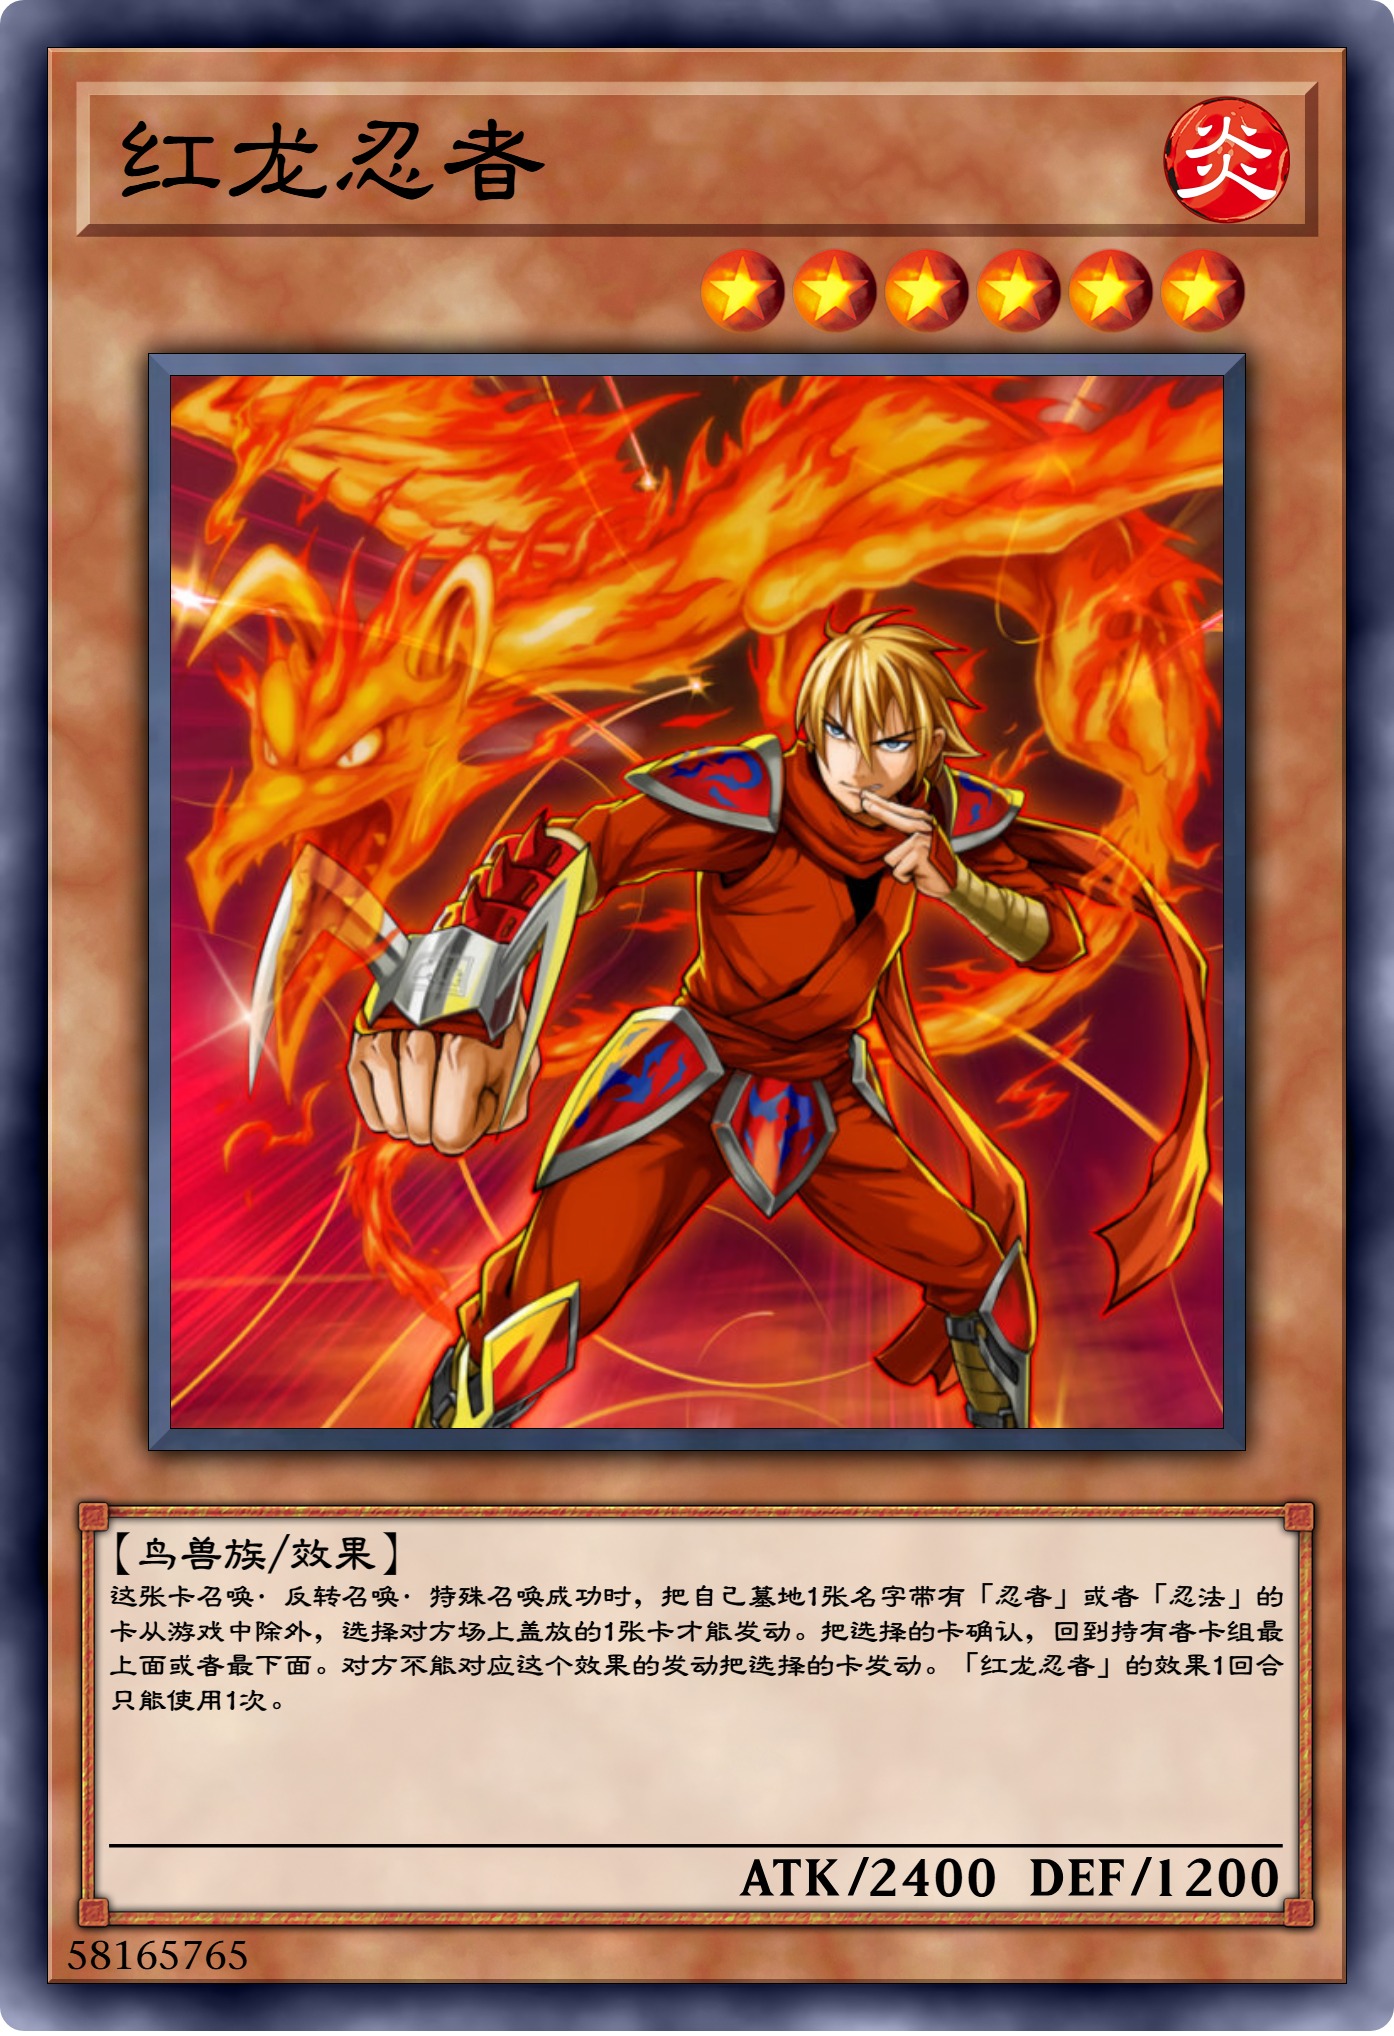 红龙忍者
炎
【鸟兽族/效果】
这张卡召唤·反转召唤·特殊召唤成功时，把自己墓地1张名字带有「忍者」或者「忍法」的
卡从游戏中除外，选择对方场上盖放的1张卡才能发动。把选择的卡确认，回到持有者卡组最
上面或者最下面。对方不能对应这个效果的发动把选择的卡发动。「红龙忍者」的效果1回合
只能使用1次。
ATK/2400 DEF/1200
58165765